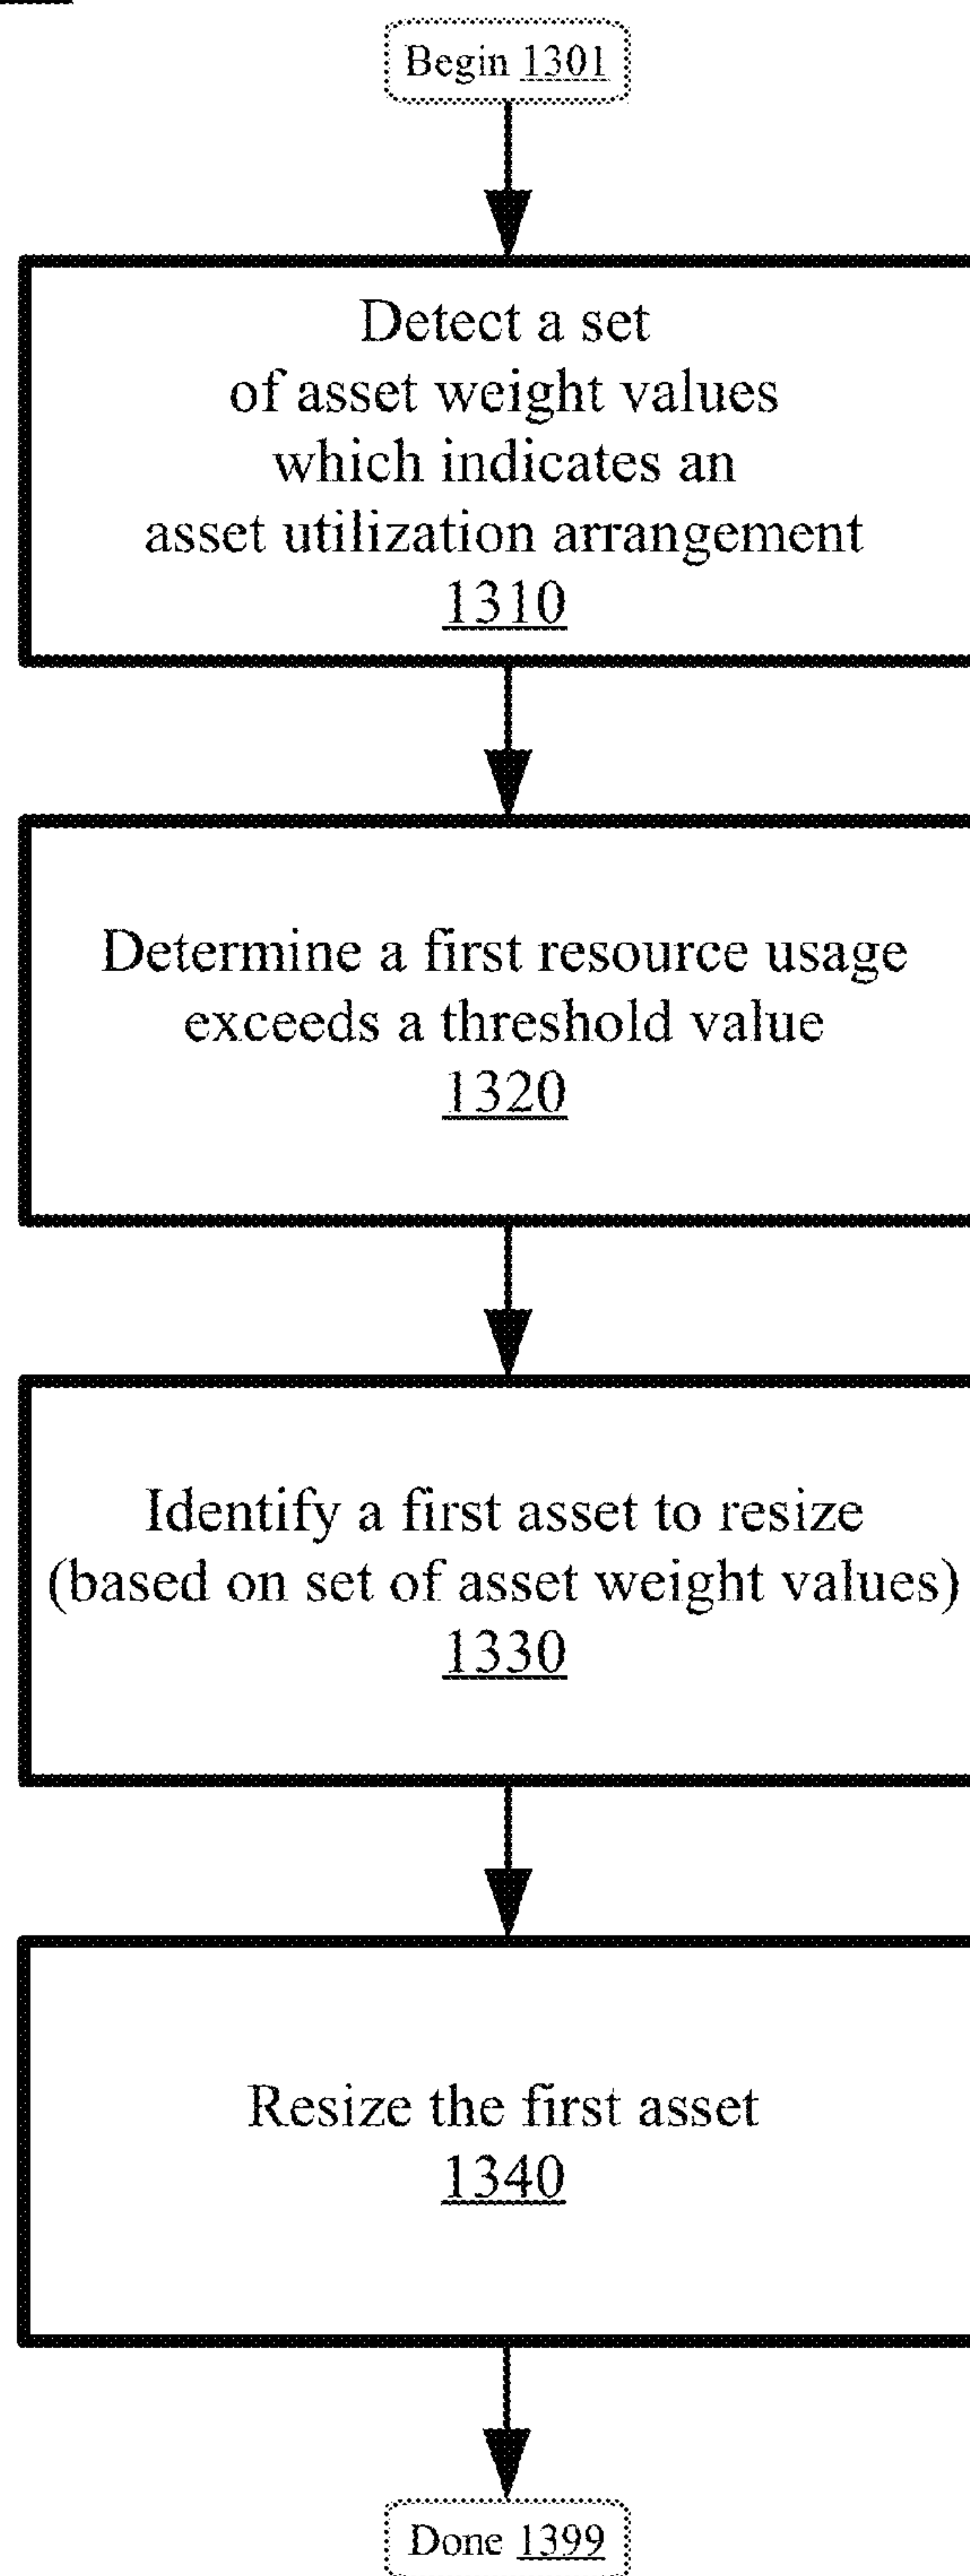 Begin 1301
Detect a set
of asset weight values
which indicates an
asset utilization arrangement
1310
Determine a first resource usage
exceeds a threshold value
1320
Identify a first asset to resize
(based on set of asset weight values)
1330
Resize the first asset
1340
Done 1399